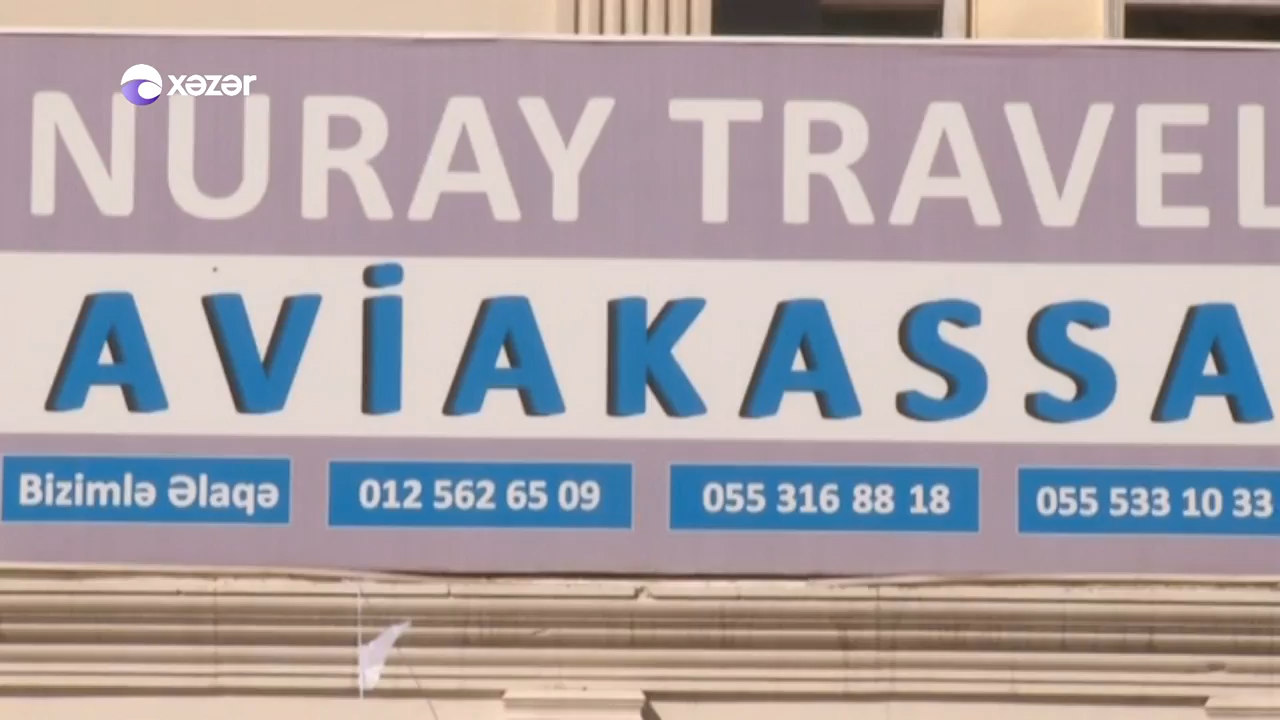 xəzər
NURAY TRAVEL
AVİAKASSA
Bizimlə Əlaqə 012 562 65 09 055 316 88 18 055 533 10 33